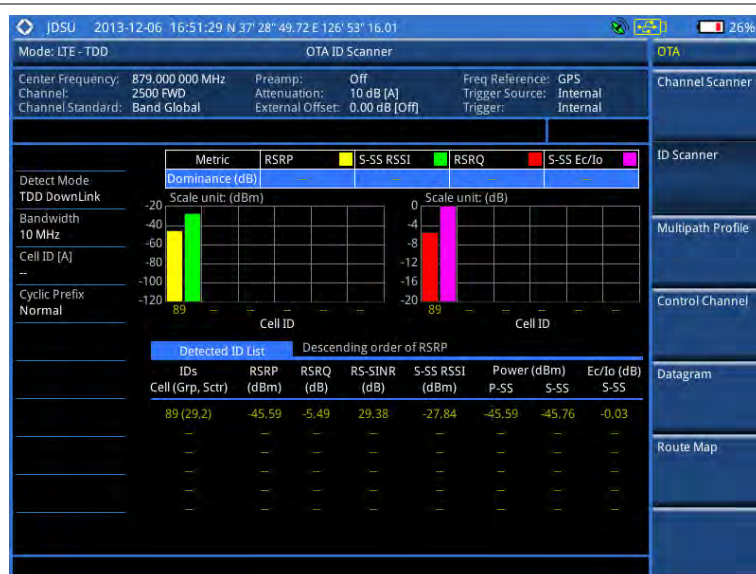 JDSU 2013-12-06 16:51:29 N 37' 28" 49.72 E 126' 53" 16.01 26%
Mode: LTE - TDD OTA ID Scanner OTA
Center Frequency: 879.000 000 MHz Preamp: Off Freq Reference: GPS
Channel: 2500 FWD Attenuation: 10 dB [A] Trigger Source: Internal
Channel Standard: Band Global External Offset: 0.00 dB [Off] Trigger: Internal
Channel Scanner
ID Scanner
Multipath Profile
Control Channel
Datagram
Route Map
Detect Mode
TDD DownLink
Bandwidth
10 MHz
Cell ID [A]
--
Cyclic Prefix
Normal
Metric RSRP S-SS RSSI RSRQ S-SS Ec/Io
Dominance (dB)
Scale unit: (dBm) Scale unit: (dB)
-20 0
-40 -4
-60 -8
-80 -12
-100 -16
-120 -20
89 -- -- -- -- -- 89 -- -- -- -- --
Cell ID Cell ID
Detected ID List Descending order of RSRP
IDs RSRP RSRQ RS-SINR S-SS RSSI Power (dBm) Ec/Io (dB)
Cell (Grp, Sctr) (dBm) (dB) (dB) (dBm) P-SS S-SS S-SS
89 (29,2) -45.59 -5.49 29.38 -27.84 -45.59 -45.76 -0.03
-- -- -- -- -- -- -- --
-- -- -- -- -- -- -- --
-- -- -- -- -- -- -- --
-- -- -- -- -- -- -- --
-- -- -- -- -- -- -- --